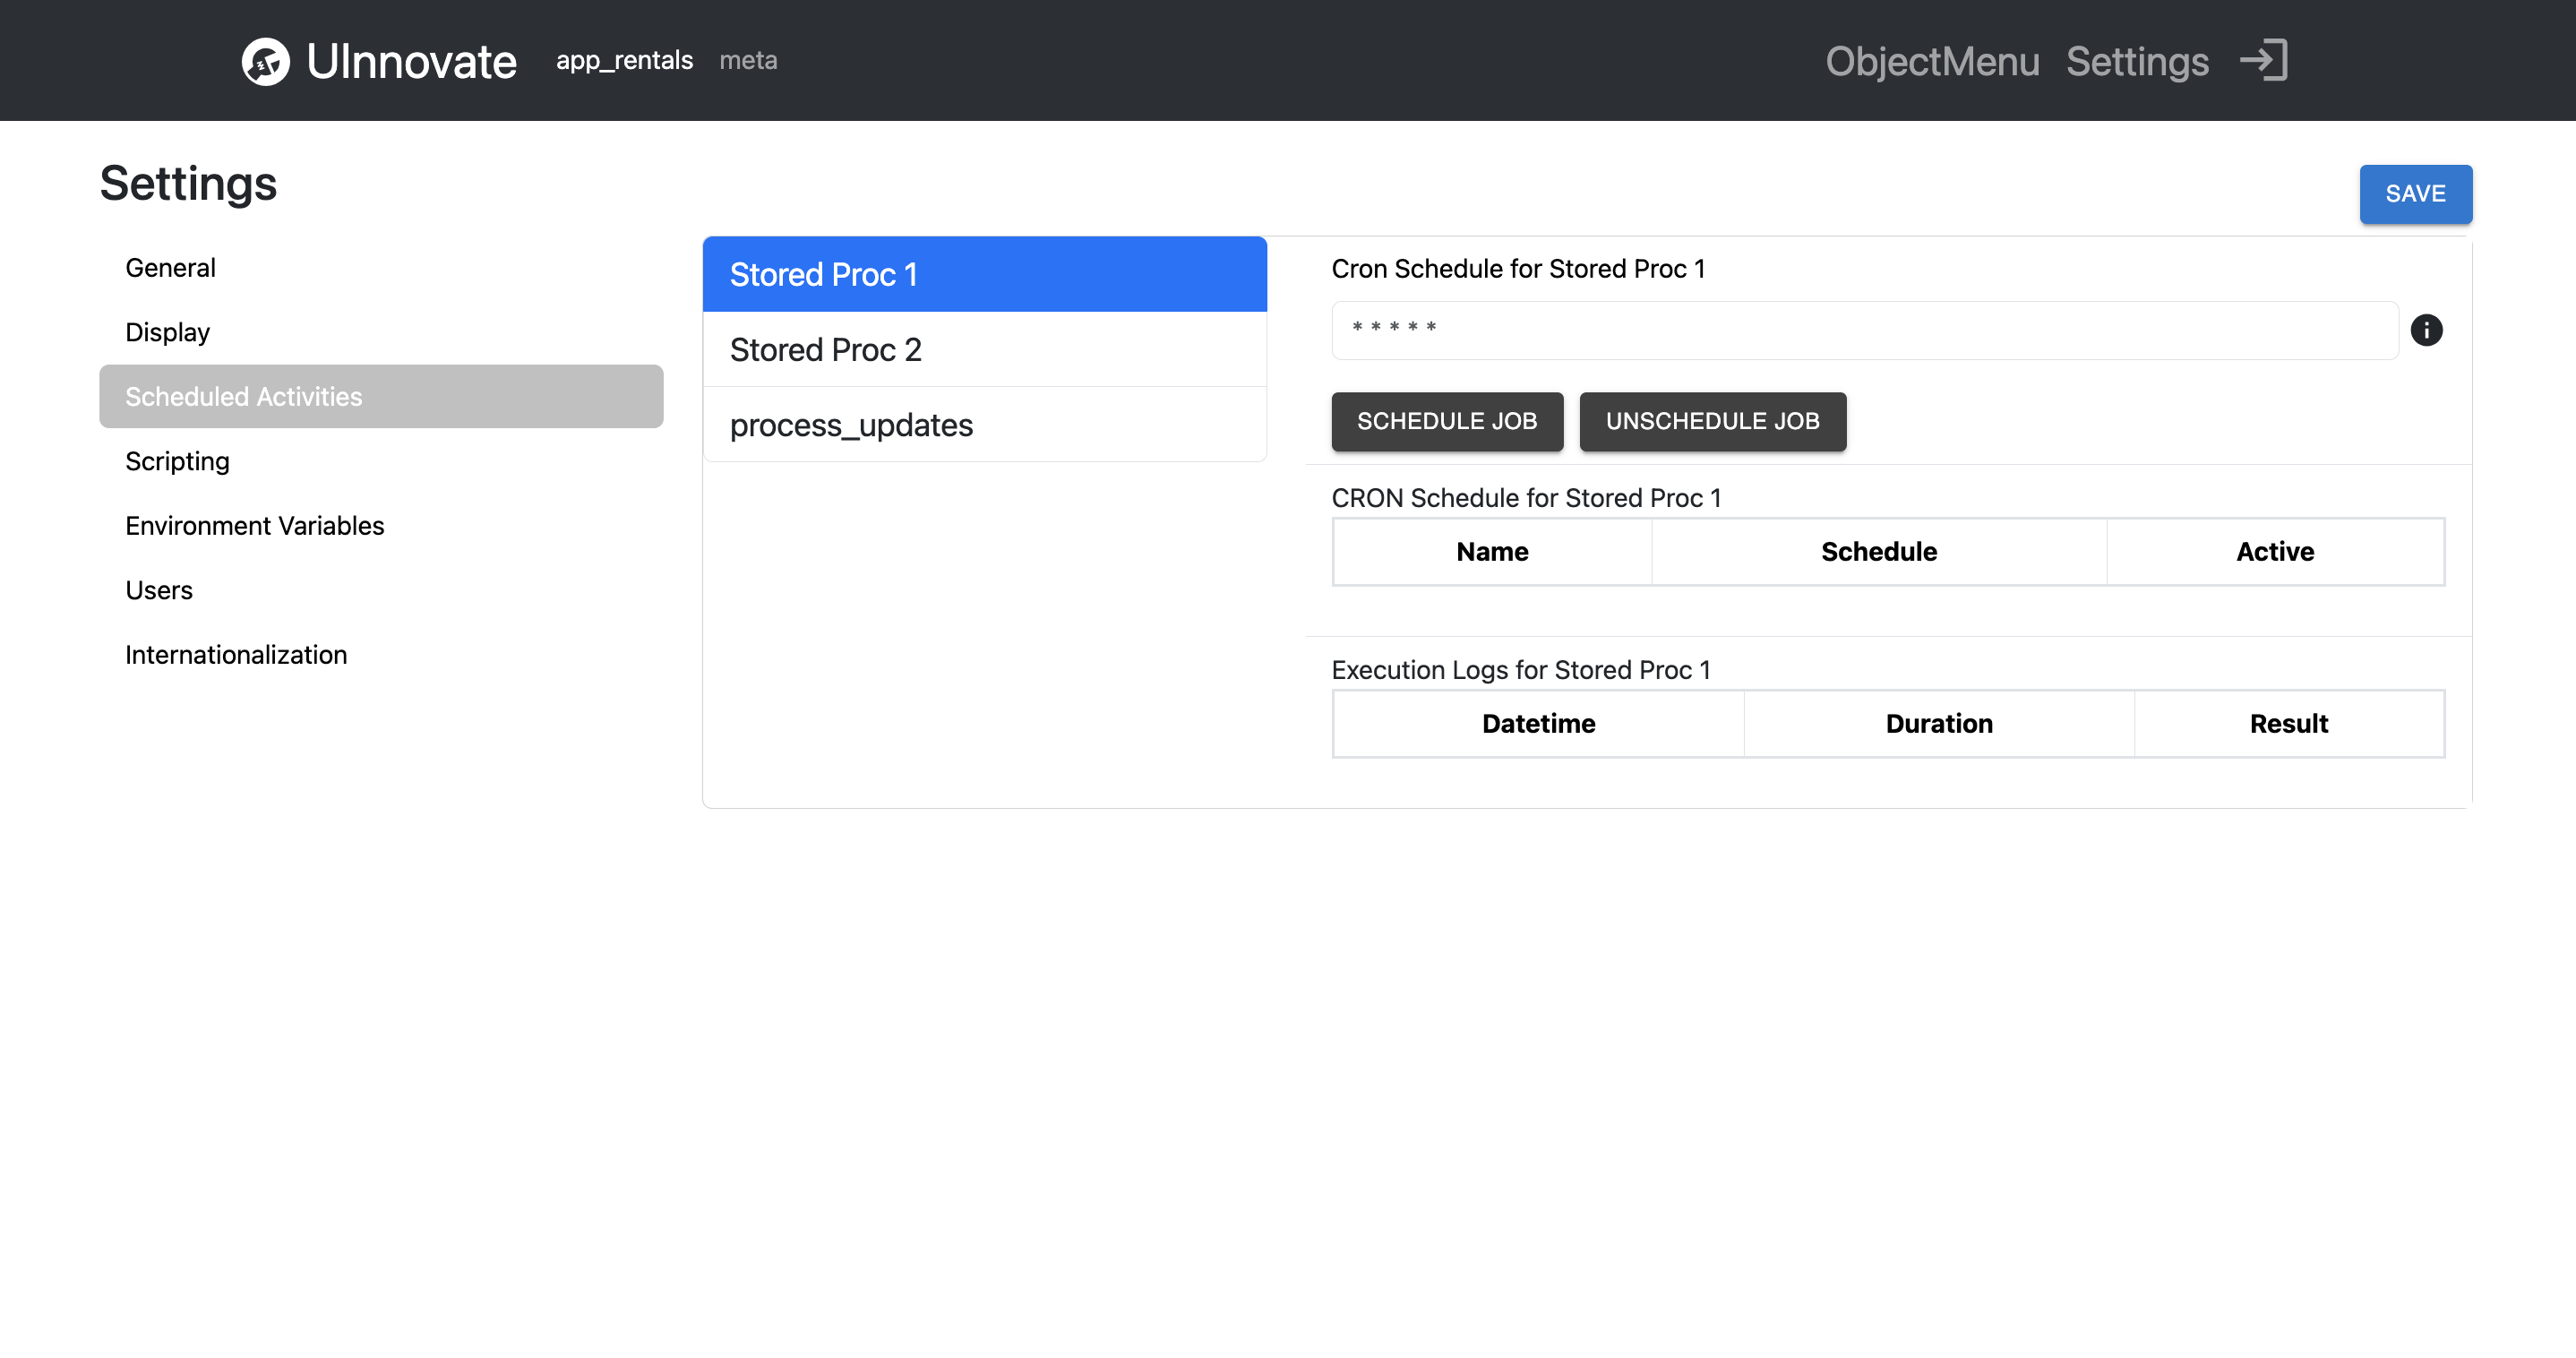 UInnovate app_rentals meta ObjectMenu Settings
Settings
SAVE
General
Display
Scheduled Activities
Scripting
Environment Variables
Users
Internationalization
Stored Proc 1
Stored Proc 2
process_updates
Cron Schedule for Stored Proc 1
* * * * *
SCHEDULE JOB UNSCHEDULE JOB
CRON Schedule for Stored Proc 1
Name Schedule Active
Execution Logs for Stored Proc 1
Datetime Duration Result